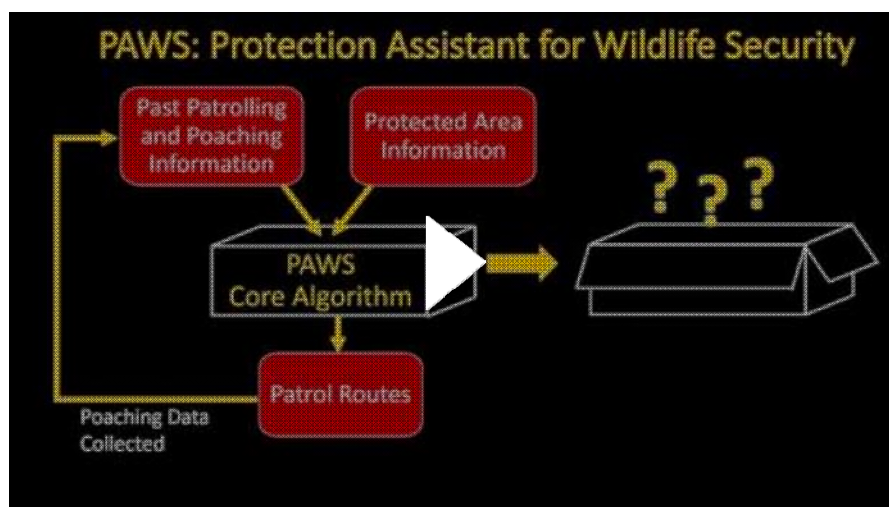 PAWS: Protection Assistant for Wildlife Security
Past Patrolling
and Poaching
Information
Protected Area
Information
? ? ?
PAWS
Core Algorithm
Patrol Routes
Poaching Data
Collected